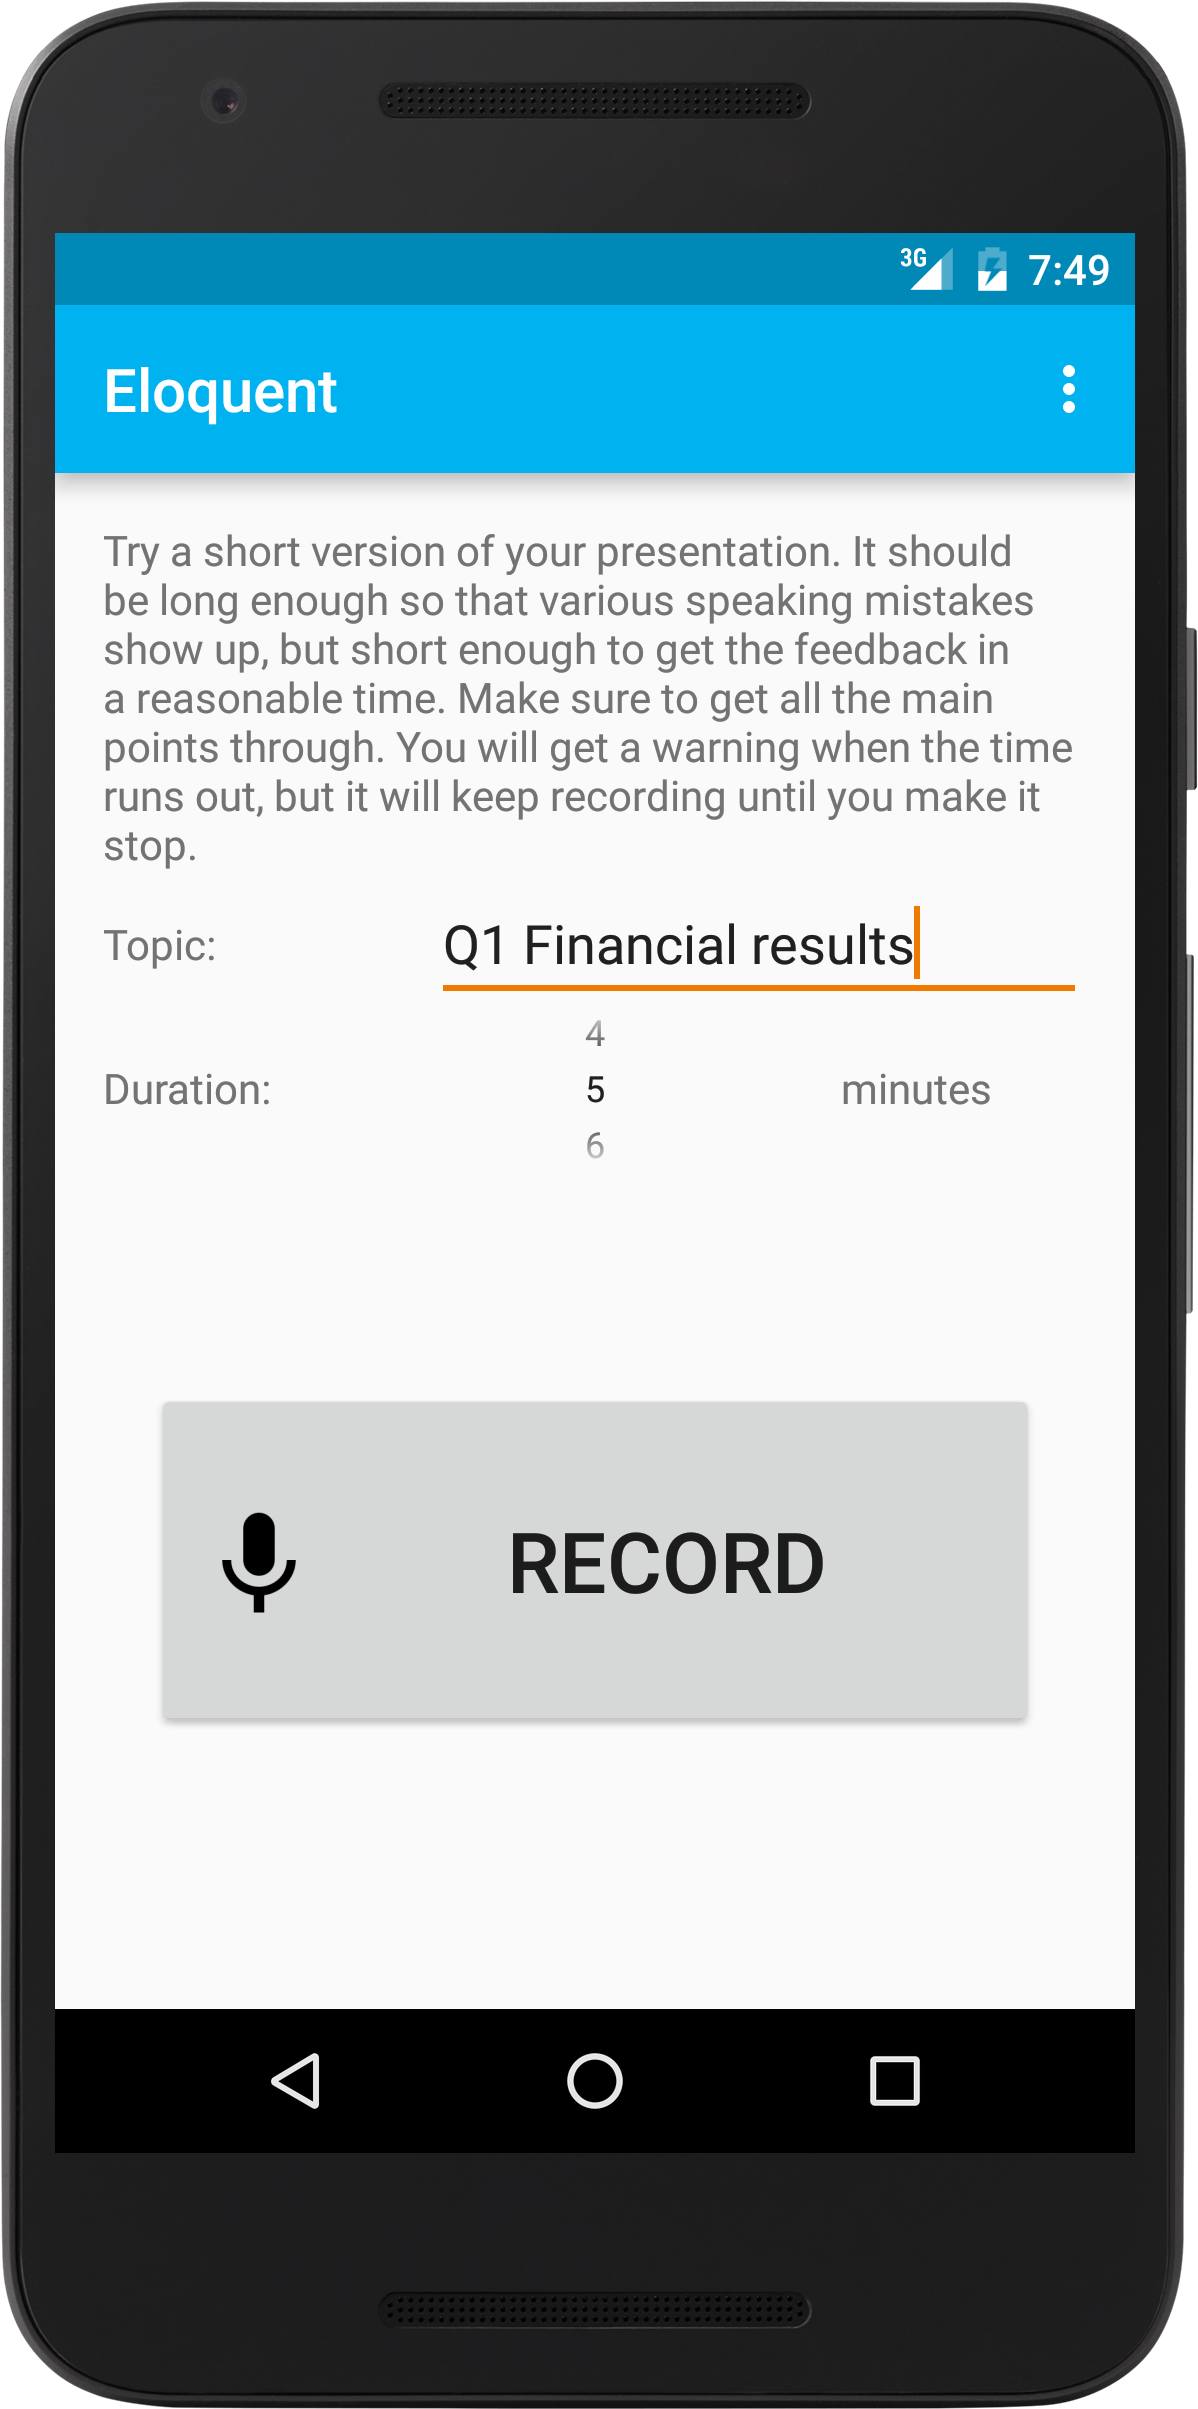 3G 7:49
Eloquent
Try a short version of your presentation. It should
be long enough so that various speaking mistakes
show up, but short enough to get the feedback in
a reasonable time. Make sure to get all the main
points through. You will get a warning when the time
runs out, but it will keep recording until you make it
stop.
Topic: Q1 Financial results
4
Duration: 5 minutes
6
RECORD